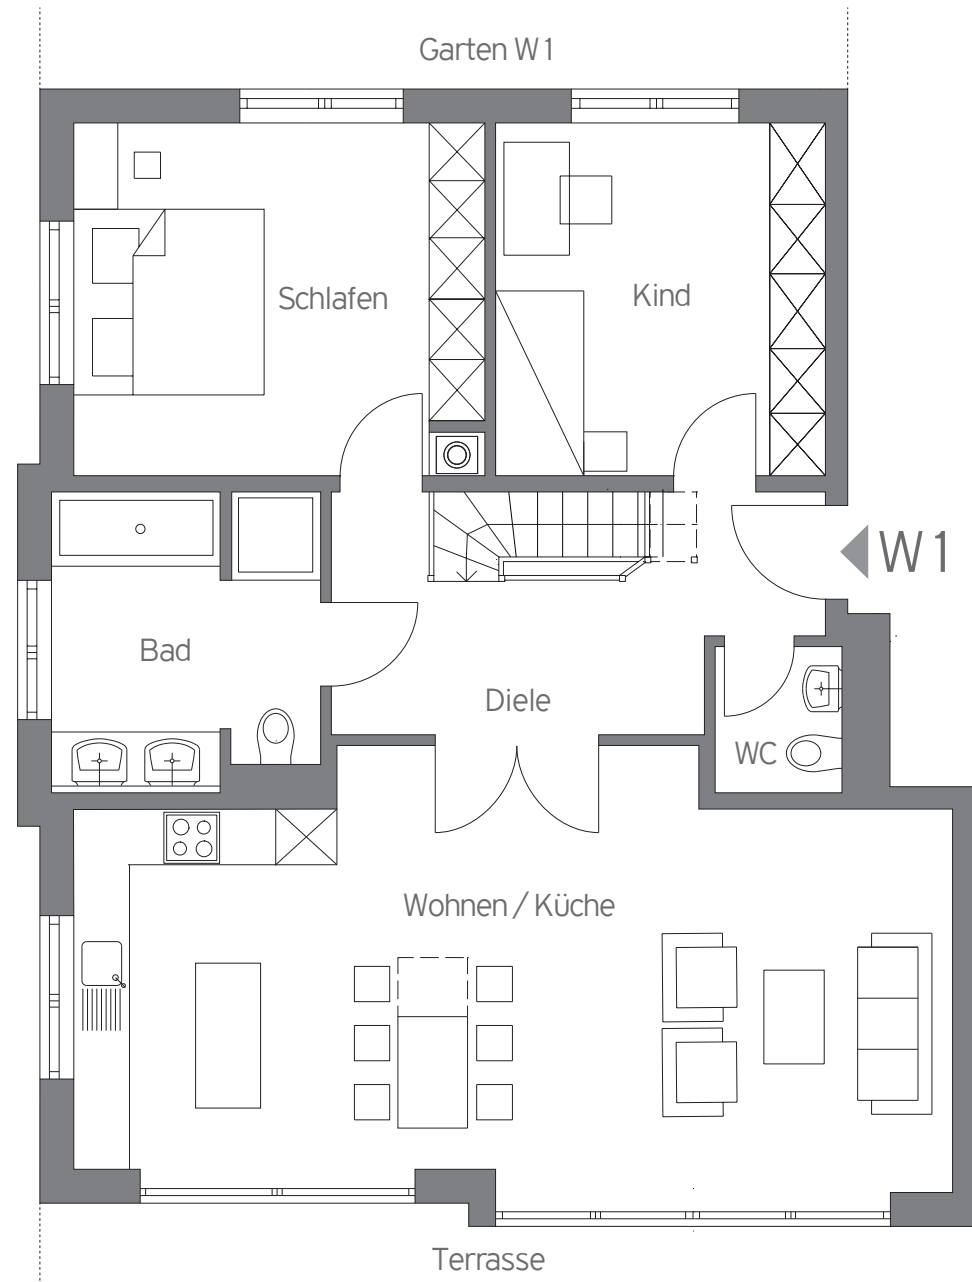 Garten W1
Schlafen
Kind
W1
Bad
Diele
WC
Wohnen / Küche
Terrasse